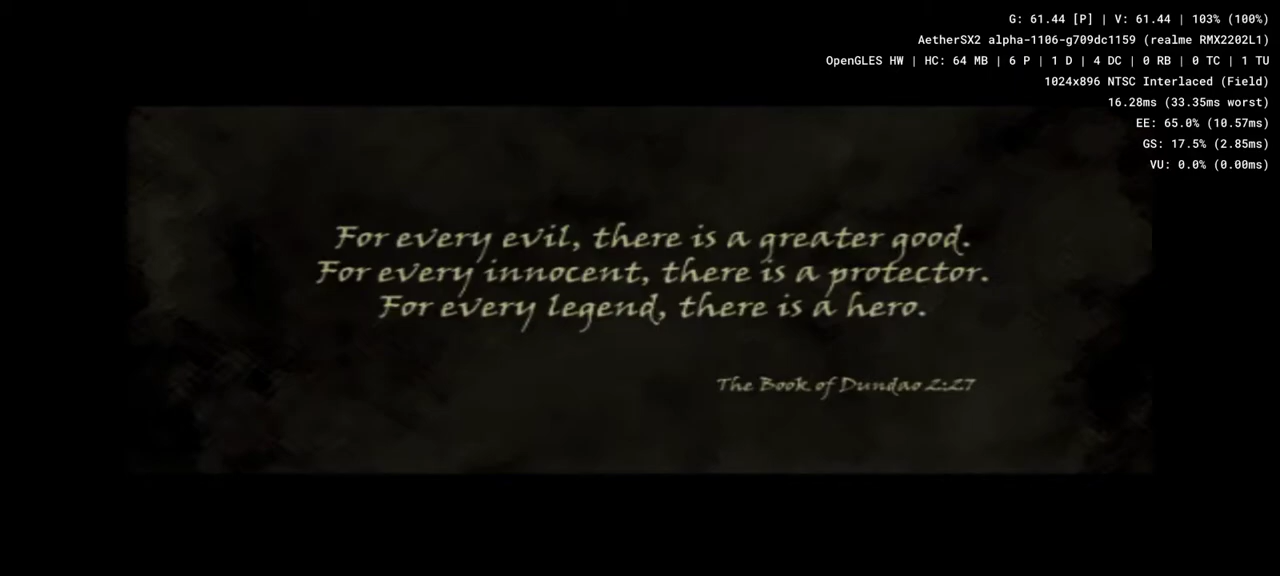 G: 61.44 [P] | V: 61.44 | 103% (100%)
AetherSX2 alpha-1106-g709dc1159 (realme RMX2202L1)
OpenGLES HW | HC: 64 MB | 6 P | 1 D | 4 DC | 0 RB | 0 TC | 1 TU
1024x896 NTSC Interlaced (Field)
16.28ms (33.35ms worst)
EE: 65.0% (10.57ms)
GS: 17.5% (2.85ms)
VU: 0.0% (0.00ms)
For every evil, there is a greater good.
For every innocent, there is a protector.
For every legend, there is a hero.
The Book of Dundao 2:27